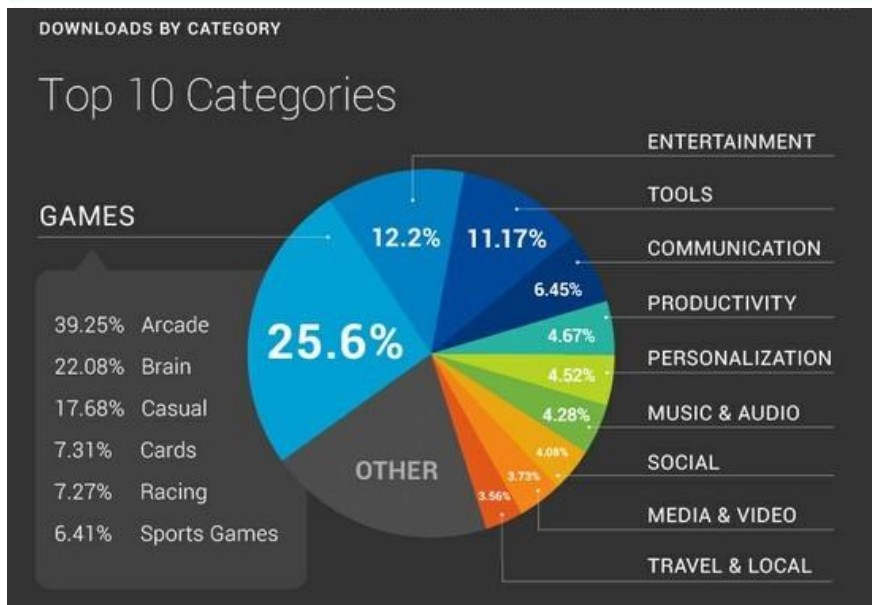 DOWNLOADS BY CATEGORY
Top 10 Categories
GAMES
39.25% Arcade
22.08% Brain
17.68% Casual
7.31% Cards
7.27% Racing
6.41% Sports Games
25.6%
12.2%
11.17%
6.45%
4.67%
4.52%
4.28%
4.08%
3.73%
3.56%
OTHER
ENTERTAINMENT
TOOLS
COMMUNICATION
PRODUCTIVITY
PERSONALIZATION
MUSIC & AUDIO
SOCIAL
MEDIA & VIDEO
TRAVEL & LOCAL